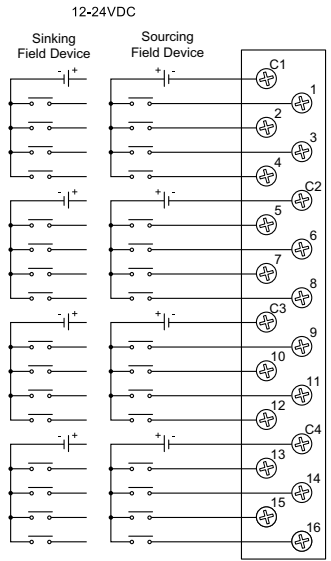 12-24VDC
Sinking
Field Device
Sourcing
Field Device
- +
+ -
C1
1
2
3
4
- +
+ -
C2
5
6
7
8
- +
+ -
C3
9
10
11
12
- +
+ -
C4
13
14
15
16